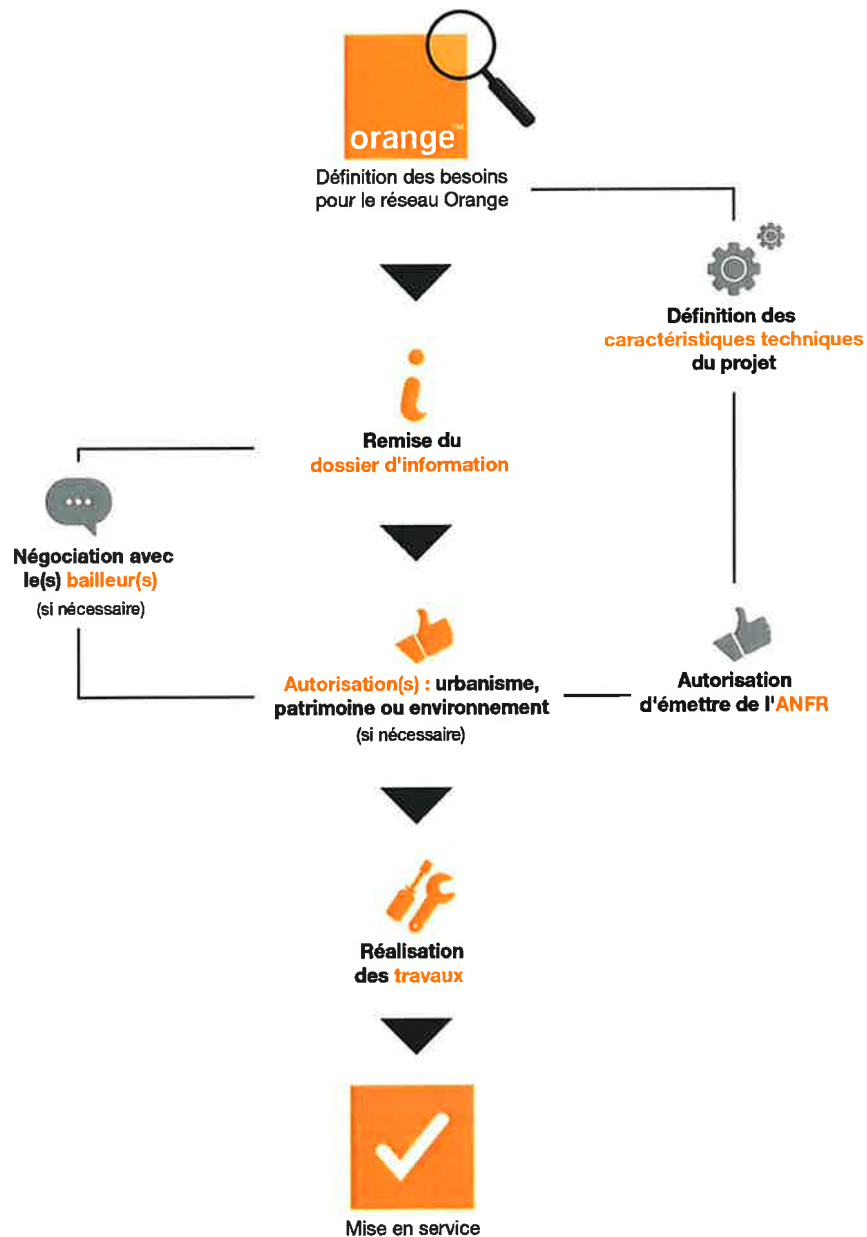 orange™
Définition des besoins
pour le réseau Orange
Définition des
caractéristiques techniques
du projet
Remise du
dossier d'information
Négociation avec
le(s) bailleur(s)
(si nécessaire)
Autorisation(s) : urbanisme,
patrimoine ou environnement
(si nécessaire)
Autorisation
d'émettre de l'ANFR
Réalisation
des travaux
Mise en service